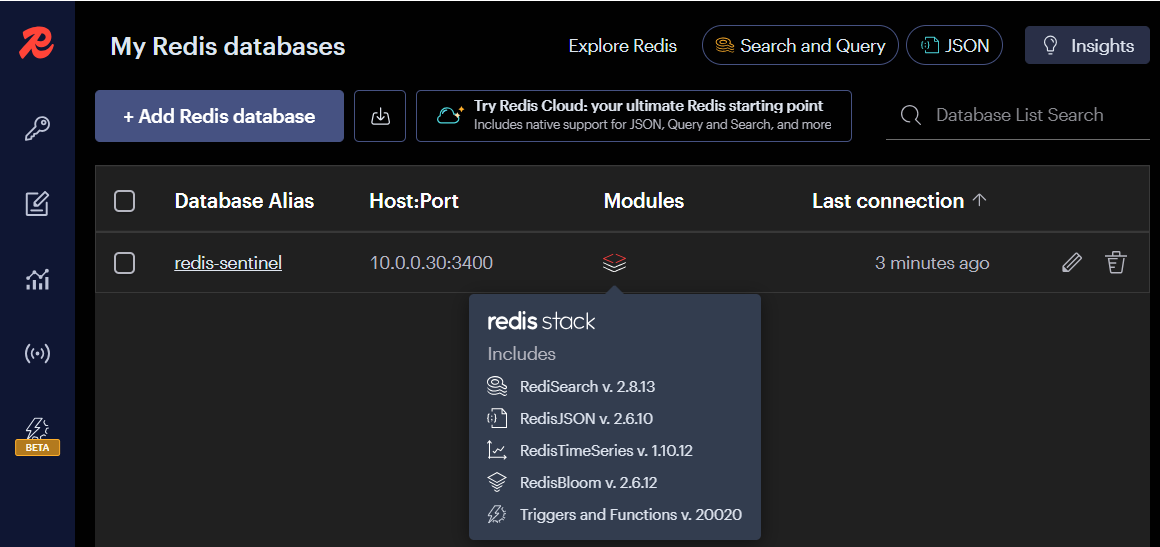 My Redis databases
Explore Redis
Search and Query
JSON
Insights
+ Add Redis database
Try Redis Cloud: your ultimate Redis starting point
Includes native support for JSON, Query and Search, and more
Database List Search
Database Alias Host:Port Modules Last connection
redis-sentinel 10.0.0.30:3400 3 minutes ago
redis stack
Includes
RediSearch v. 2.8.13
RedisJSON v. 2.6.10
RedisTimeSeries v. 1.10.12
RedisBloom v. 2.6.12
Triggers and Functions v. 20020
BETA